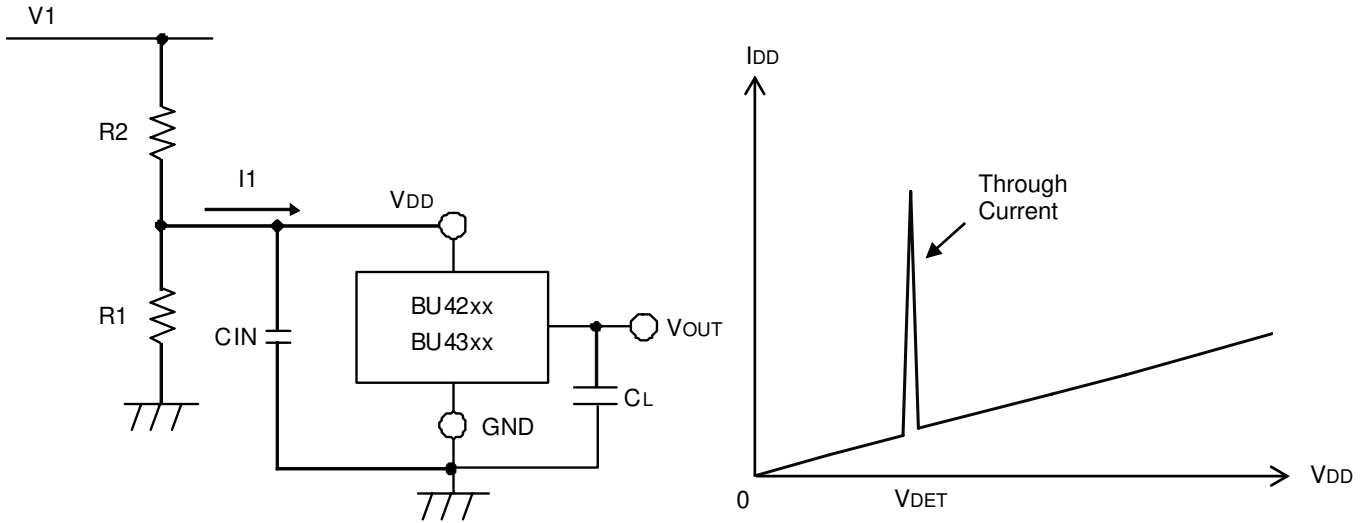 V1
R2
I1
VDD
R1
CIN
BU42xx
BU43xx
VOUT
CL
GND
IDD
Through
Current
0
VDET
VDD